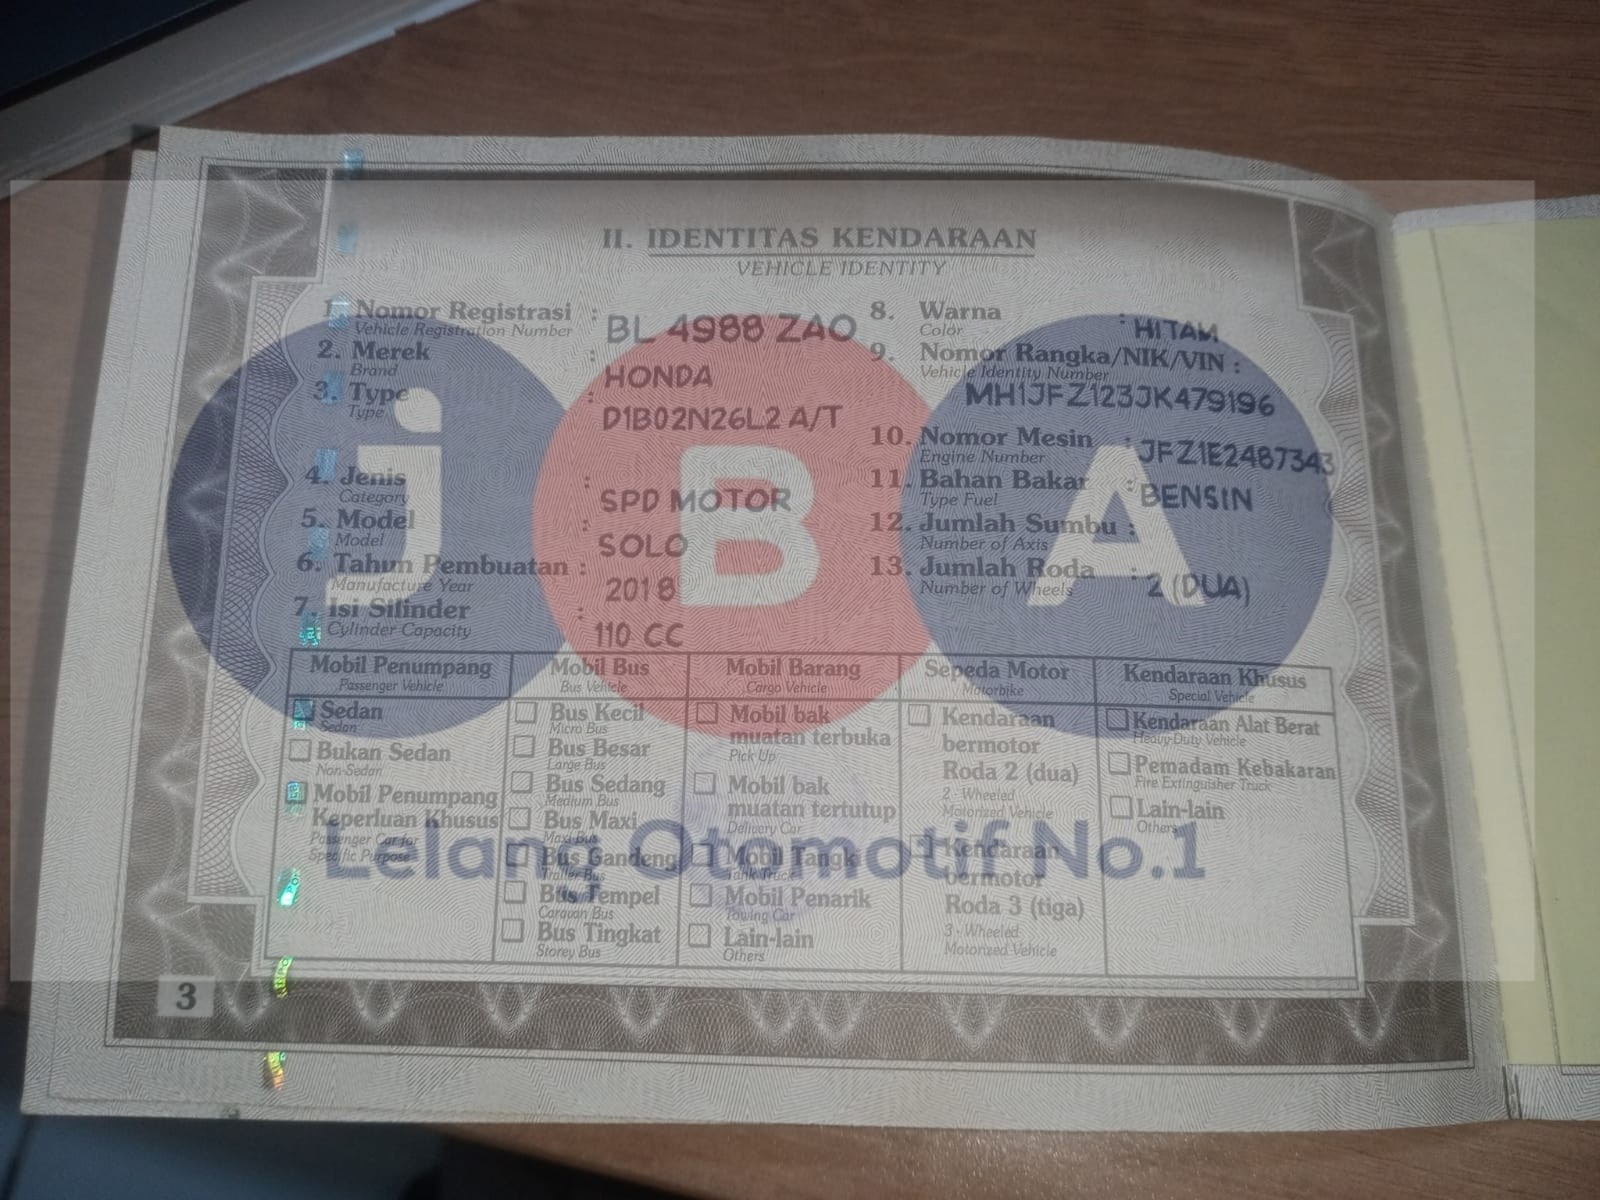 II. IDENTITAS KENDARAAN
VEHICLE IDENTITY
1. Nomor Registrasi : BL 4988 ZAO
Vehicle Registration Number
2. Merek : HONDA
Brand
3. Type : D1B02N26L2 A/T
Type
4. Jenis : SPD MOTOR
Category
5. Model : SOLO
Model
6. Tahun Pembuatan : 2018
Manufacture Year
7. Isi Silinder : 110 CC
Cylinder Capacity
8. Warna : HITAM
Color
9. Nomor Rangka/NIK/VIN :
Vehicle Identity Number
MH1JFZ123JK479196
10. Nomor Mesin : JFZ1E2487343
Engine Number
11. Bahan Bakar : BENSIN
Type Fuel
12. Jumlah Sumbu :
Number of Axis
13. Jumlah Roda : 2 (DUA)
Number of Wheels
Mobil Penumpang
Passenger Vehicle
Sedan
Sedan
Bukan Sedan
Non-Sedan
Mobil Penumpang
Keperluan Khusus
Passenger Car for
Specific Purpose
Mobil Bus
Bus Vehicle
Bus Kecil
Micro Bus
Bus Besar
Large Bus
Bus Sedang
Medium Bus
Bus Maxi
Maxi Bus
Bus Gandeng
Trailer Bus
Bus Tempel
Caravan Bus
Bus Tingkat
Storey Bus
Mobil Barang
Cargo Vehicle
Mobil bak
muatan terbuka
Pick Up
Mobil bak
muatan tertutup
Delivery Car
Mobil Tangki
Tank Truck
Mobil Penarik
Towing Car
Lain-lain
Others
Sepeda Motor
Motorbike
Kendaraan
bermotor
Roda 2 (dua)
2 - Wheeled
Motorized Vehicle
Kendaraan
bermotor
Roda 3 (tiga)
3 - Wheeled
Motorized Vehicle
Kendaraan Khusus
Special Vehicle
Kendaraan Alat Berat
Heavy-Duty Vehicle
Pemadam Kebakaran
Fire Extinguisher Truck
Lain-lain
Others
3
jBA
Lelang Otomotif No.1